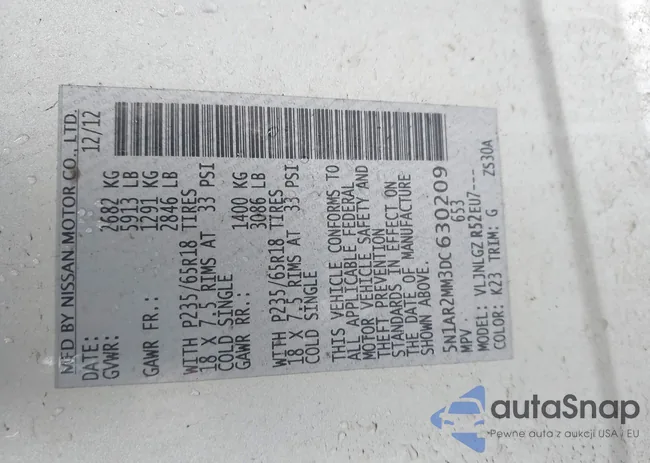 MFD BY NISSAN MOTOR CO., LTD.
DATE: 12/12
GVWR: 2682 KG
5913 LB
GAWR FR.: 1291 KG
2846 LB
WITH P235/65R18 TIRES
18 X 7.5 RIMS AT 33 PSI
COLD SINGLE
GAWR RR.: 1400 KG
3086 LB
WITH P235/65R18 TIRES
18 X 7.5 RIMS AT 33 PSI
COLD SINGLE
THIS VEHICLE CONFORMS TO
ALL APPLICABLE FEDERAL
MOTOR VEHICLE SAFETY AND
THEFT PREVENTION
STANDARDS IN EFFECT ON
THE DATE OF MANUFACTURE
SHOWN ABOVE.
5N1AR2MM3DC630209
MPV 653
MODEL: VLJNLGZ R52EU7---
COLOR: K23 TRIM: G ZS30A
autaSnap
Pewne auta z aukcji USA i EU